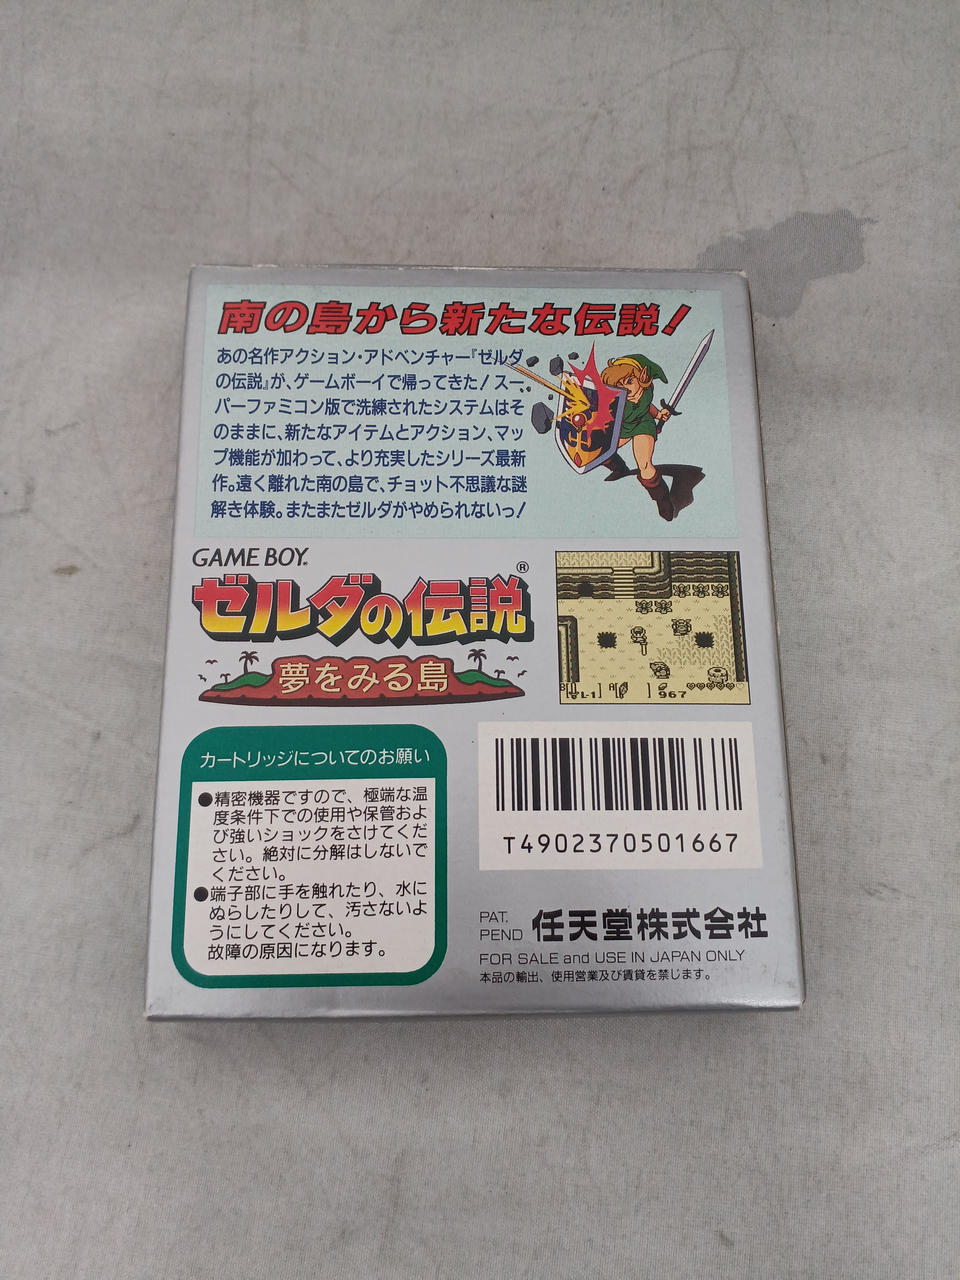 南の島から新たな伝説!
あの名作アクション・アドベンチャー『ゼルダ
の伝説』が、ゲームボーイで帰ってきた!スー
パーファミコン版で洗練されたシステムはそ
のままに、新たなアイテムとアクション、マッ
プ機能が加わって、より充実したシリーズ最新
作。遠く離れた南の島で、チョット不思議な謎
解き体験。またまたゼルダがやめられないっ!
GAME BOY®
ゼルダの伝説®
夢をみる島
B
L-1
A
967
カートリッジについてのお願い
●精密機器ですので、極端な温
度条件下での使用や保管およ
び強いショックをさけてくだ
さい。絶対に分解はしないで
ください。
●端子部に手を触れたり、水に
ぬらしたりして、汚さないよ
うにしてください。
故障の原因になります。
T4902370501667
PAT.
PEND
任天堂株式会社
FOR SALE and USE IN JAPAN ONLY
本品の輸出、使用営業及び賃貸を禁じます。